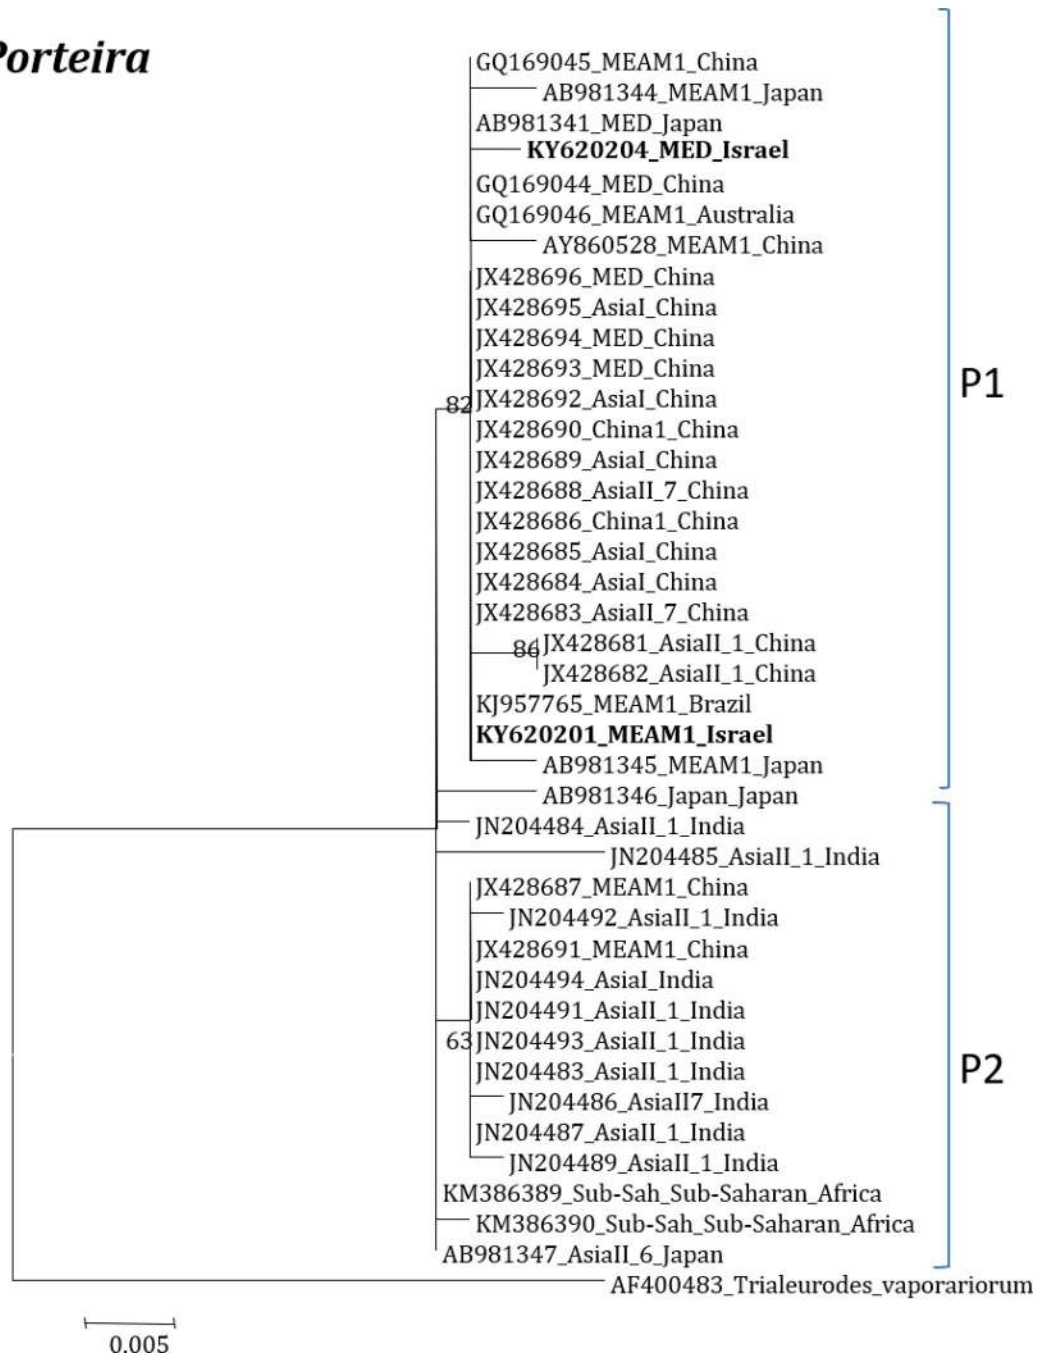 Porteira
GQ169045_MEAM1_China
AB981344_MEAM1_Japan
AB981341_MED_Japan
KY620204_MED_Israel
GQ169044_MED_China
GQ169046_MEAM1_Australia
AY860528_MEAM1_China
JX428696_MED_China
JX428695_AsiaI_China
JX428694_MED_China
JX428693_MED_China
P1
82
JX428692_AsiaI_China
JX428690_China1_China
JX428689_AsiaI_China
JX428688_AsiaII_7_China
JX428686_China1_China
JX428685_AsiaI_China
JX428684_AsiaI_China
JX428683_AsiaII_7_China
86
JX428681_AsiaII_1_China
JX428682_AsiaII_1_China
KJ957765_MEAM1_Brazil
KY620201_MEAM1_Israel
AB981345_MEAM1_Japan
AB981346_Japan_Japan
JN204484_AsiaII_1_India
JN204485_AsiaII_1_India
JX428687_MEAM1_China
JN204492_AsiaII_1_India
JX428691_MEAM1_China
JN204494_AsiaI_India
JN204491_AsiaII_1_India
63
JN204493_AsiaII_1_India
JN204483_AsiaII_1_India
P2
JN204486_AsiaII7_India
JN204487_AsiaII_1_India
JN204489_AsiaII_1_India
KM386389_Sub-Sah_Sub-Saharan_Africa
KM386390_Sub-Sah_Sub-Saharan_Africa
AB981347_AsiaII_6_Japan
AF400483_Trialeurodes_vaporariorum
0.005